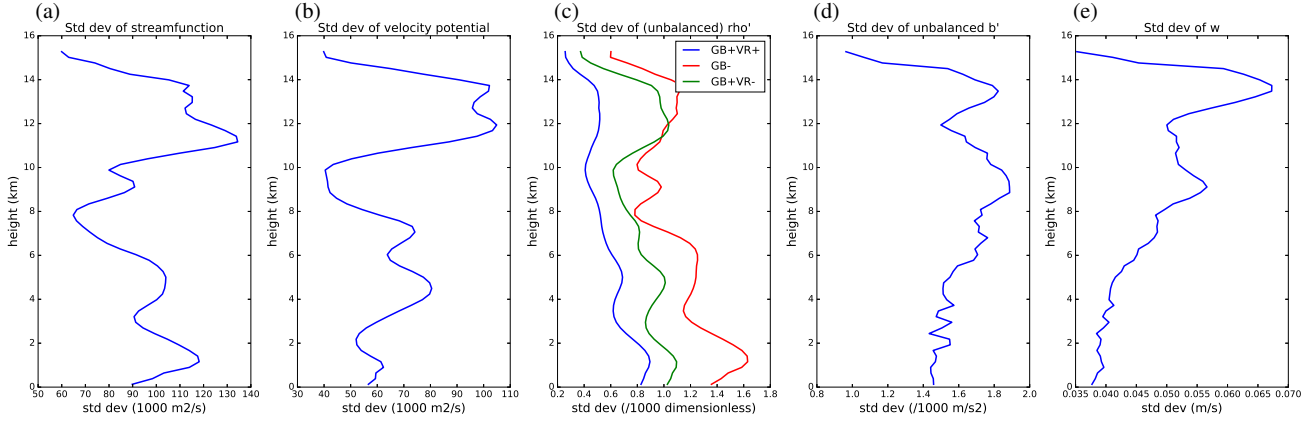 (a)
Std dev of streamfunction
height (km)
16
14
12
10
8
6
4
2
0
50 60 70 80 90 100 110 120 130 140
std dev (1000 m2/s)
(b)
Std dev of velocity potential
height (km)
16
14
12
10
8
6
4
2
0
30 40 50 60 70 80 90 100 110
std dev (1000 m2/s)
(c)
Std dev of (unbalanced) rho'
GB+VR+
GB-
GB+VR-
height (km)
16
14
12
10
8
6
4
2
0
0.2 0.4 0.6 0.8 1.0 1.2 1.4 1.6 1.8
std dev (/1000 dimensionless)
(d)
Std dev of unbalanced b'
height (km)
16
14
12
10
8
6
4
2
0
0.8 1.0 1.2 1.4 1.6 1.8 2.0
std dev (/1000 m/s2)
(e)
Std dev of w
height (km)
16
14
12
10
8
6
4
2
0
0.035 0.040 0.045 0.050 0.055 0.060 0.065 0.070
std dev (m/s)